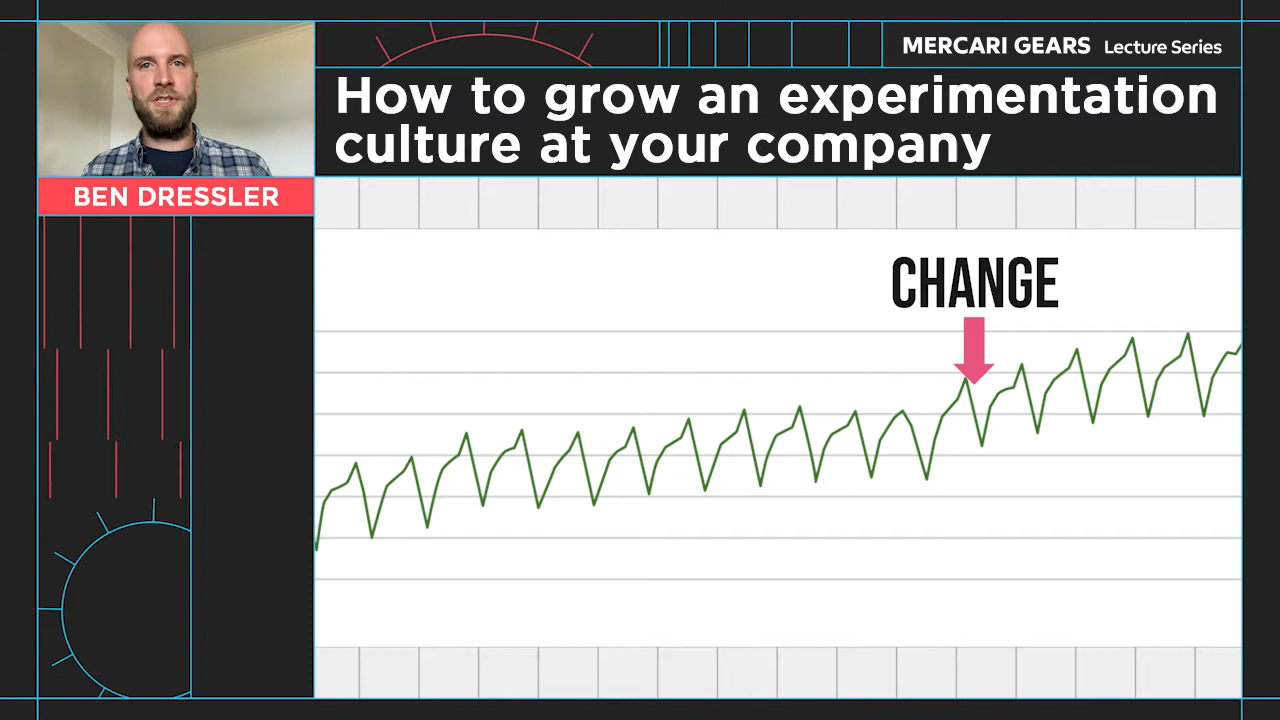 MERCARI GEARS Lecture Series
How to grow an experimentation
culture at your company
BEN DRESSLER
CHANGE